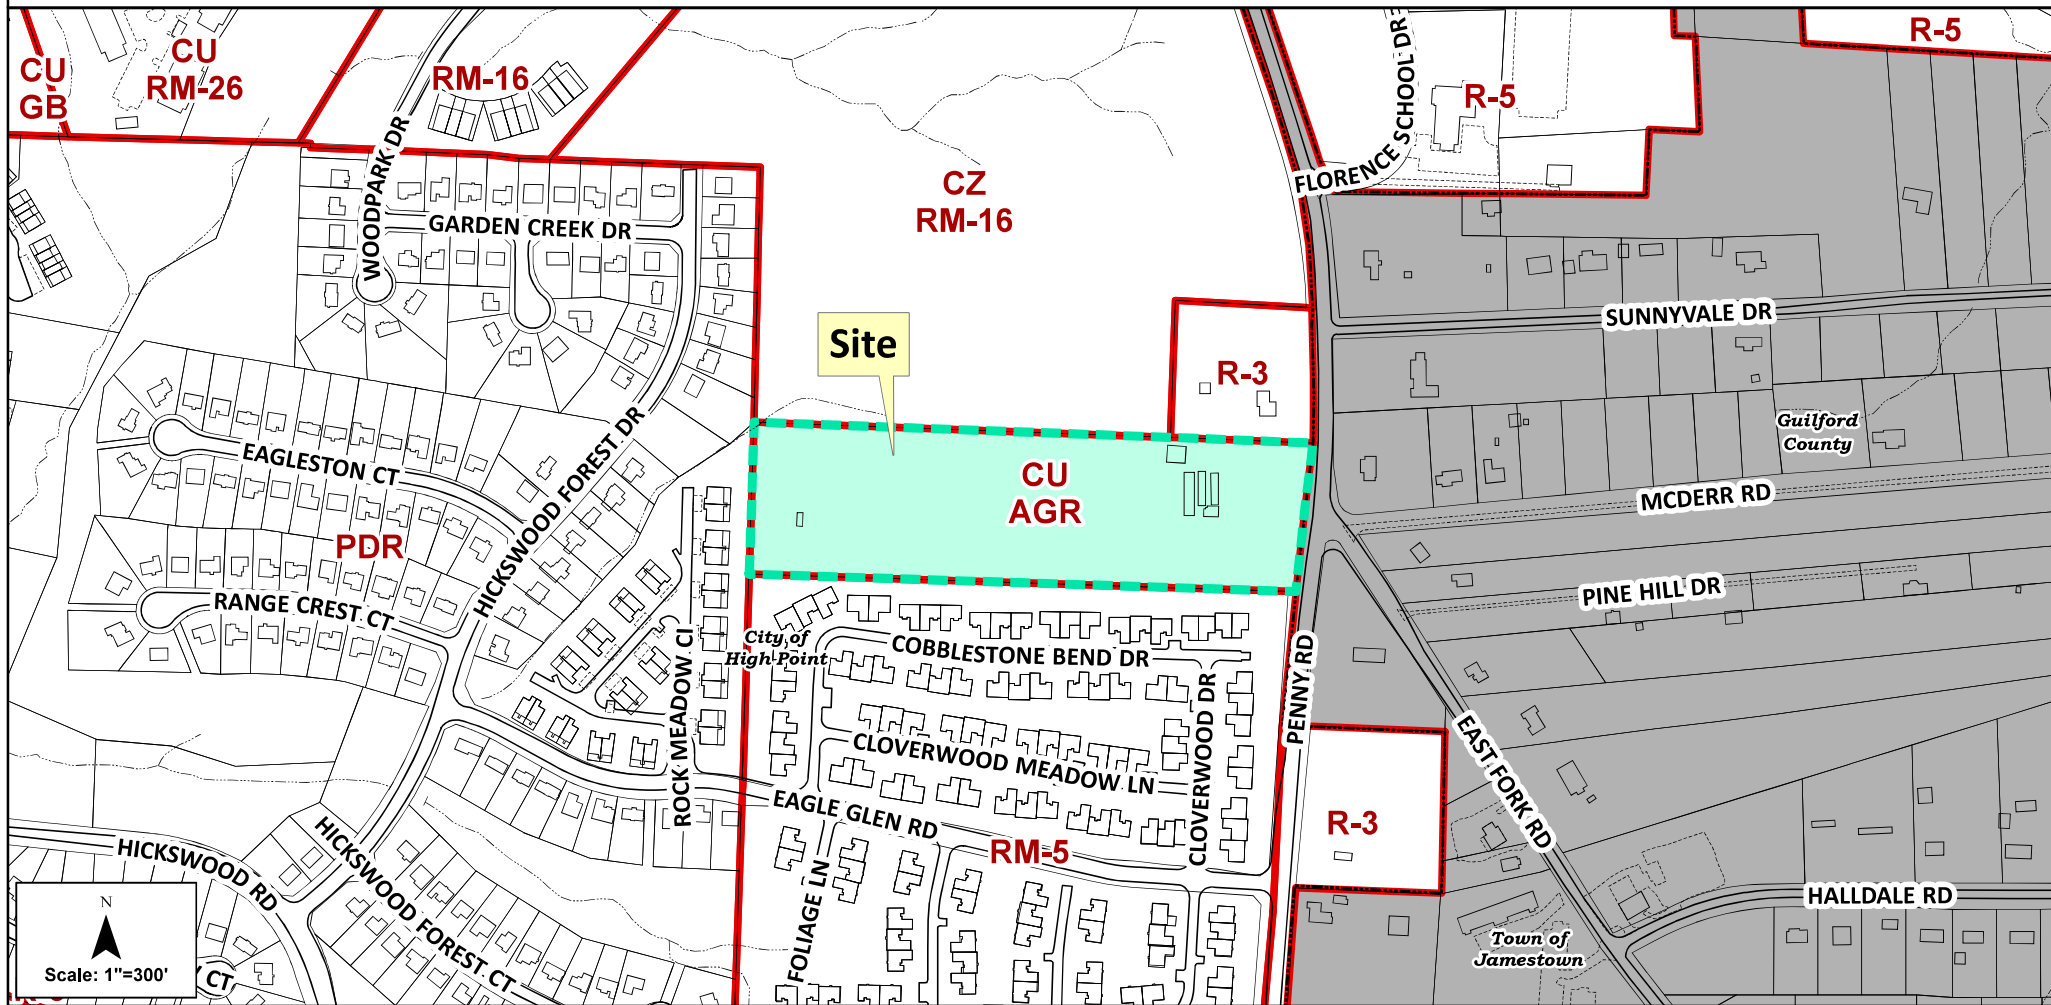 CU
GB
CU
RM-26
RM-16
WOODPARK DR
GARDEN CREEK DR
CZ
RM-16
FLORENCE SCHOOL DR
R-5
R-5
SUNNYVALE DR
Site
R-3
Guilford
County
EAGLESTON CT
HICKSWOOD FOREST DR
CU
AGR
MCDERR RD
PDR
PINE HILL DR
RANGE CREST CT
City of
High Point
ROCK MEADOW CI
COBBLESTONE BEND DR
CLOVERWOOD DR
PENNY RD
EAST FORK RD
CLOVERWOOD MEADOW LN
EAGLE GLEN RD
RM-5
R-3
HICKSWOOD RD
HICKSWOOD FOREST CT
FOLIAGE LN
HALLDALE RD
Town of
Jamestown
N
Scale: 1"=300'
CT